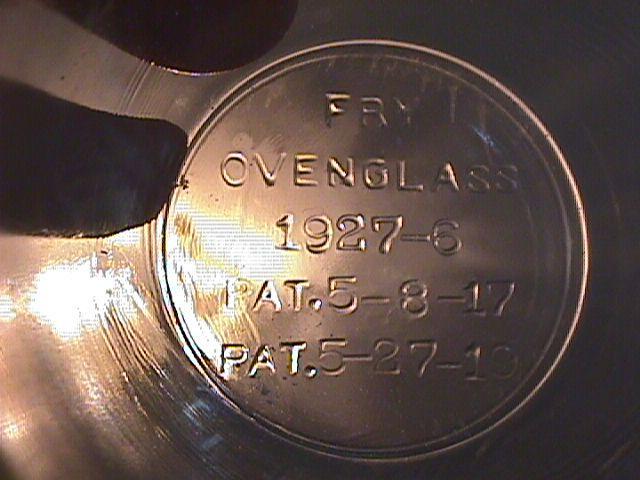 FRY
OVENGLASS
1927-6
PAT. 5-8-17
PAT. 5-27-19